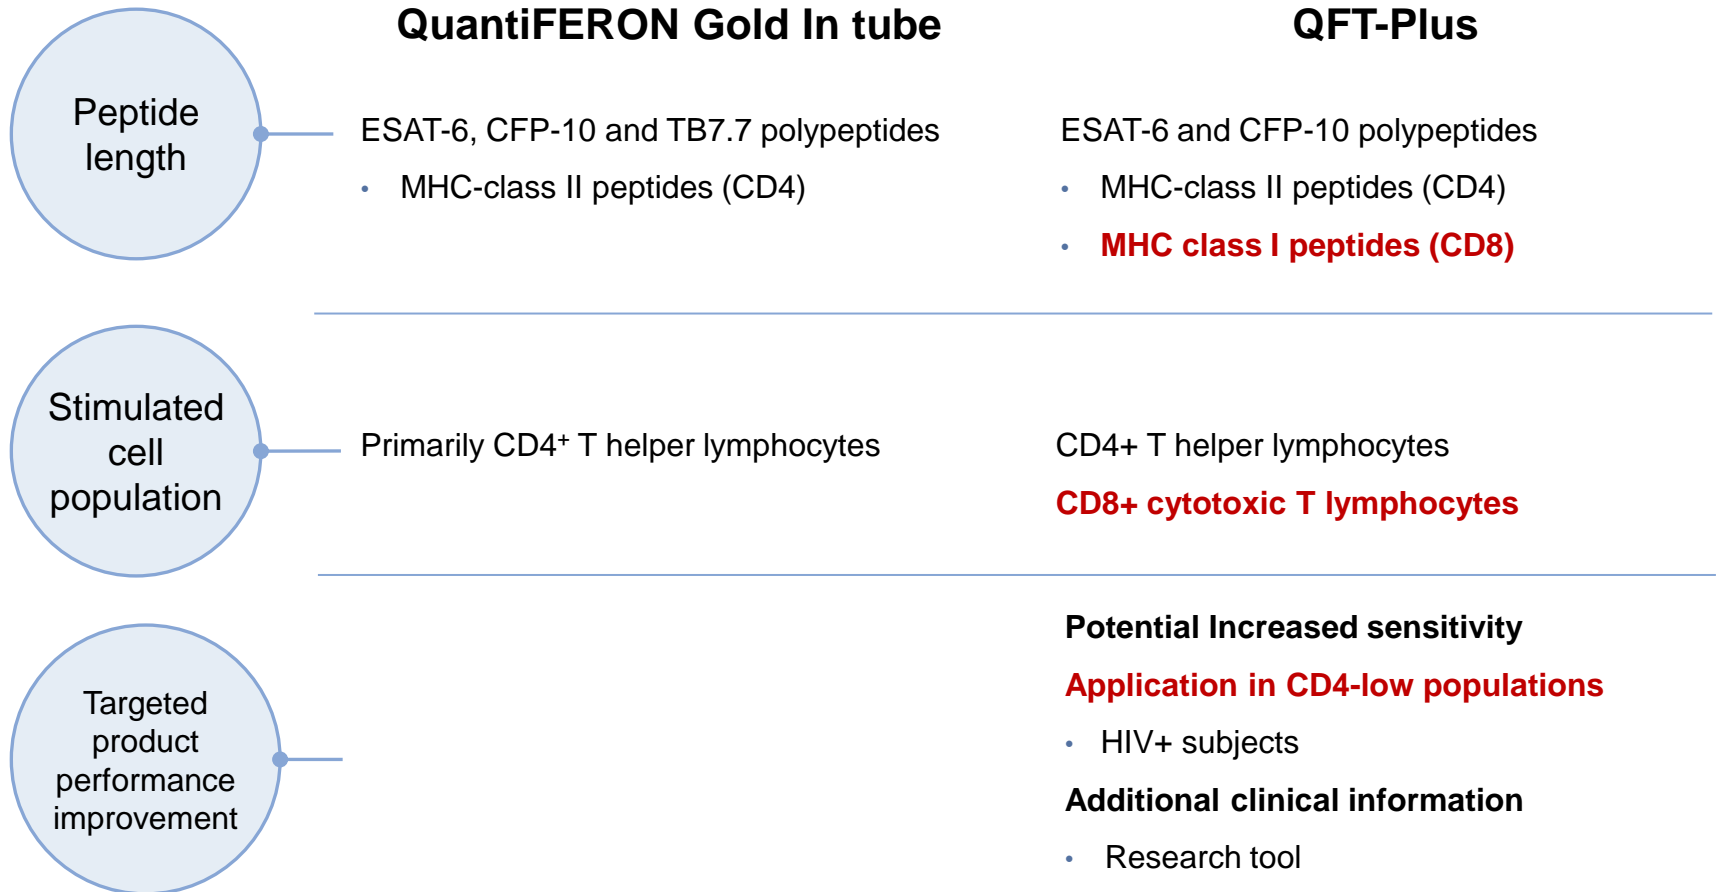 QuantiFERON Gold In tube
QFT-Plus
Peptide
length
ESAT-6, CFP-10 and TB7.7 polypeptides
• MHC-class II peptides (CD4)
ESAT-6 and CFP-10 polypeptides
• MHC-class II peptides (CD4)
• MHC class I peptides (CD8)
Stimulated
cell
population
Primarily CD4⁺ T helper lymphocytes
CD4+ T helper lymphocytes
CD8+ cytotoxic T lymphocytes
Targeted
product
performance
improvement
Potential Increased sensitivity
Application in CD4-low populations
• HIV+ subjects
Additional clinical information
• Research tool